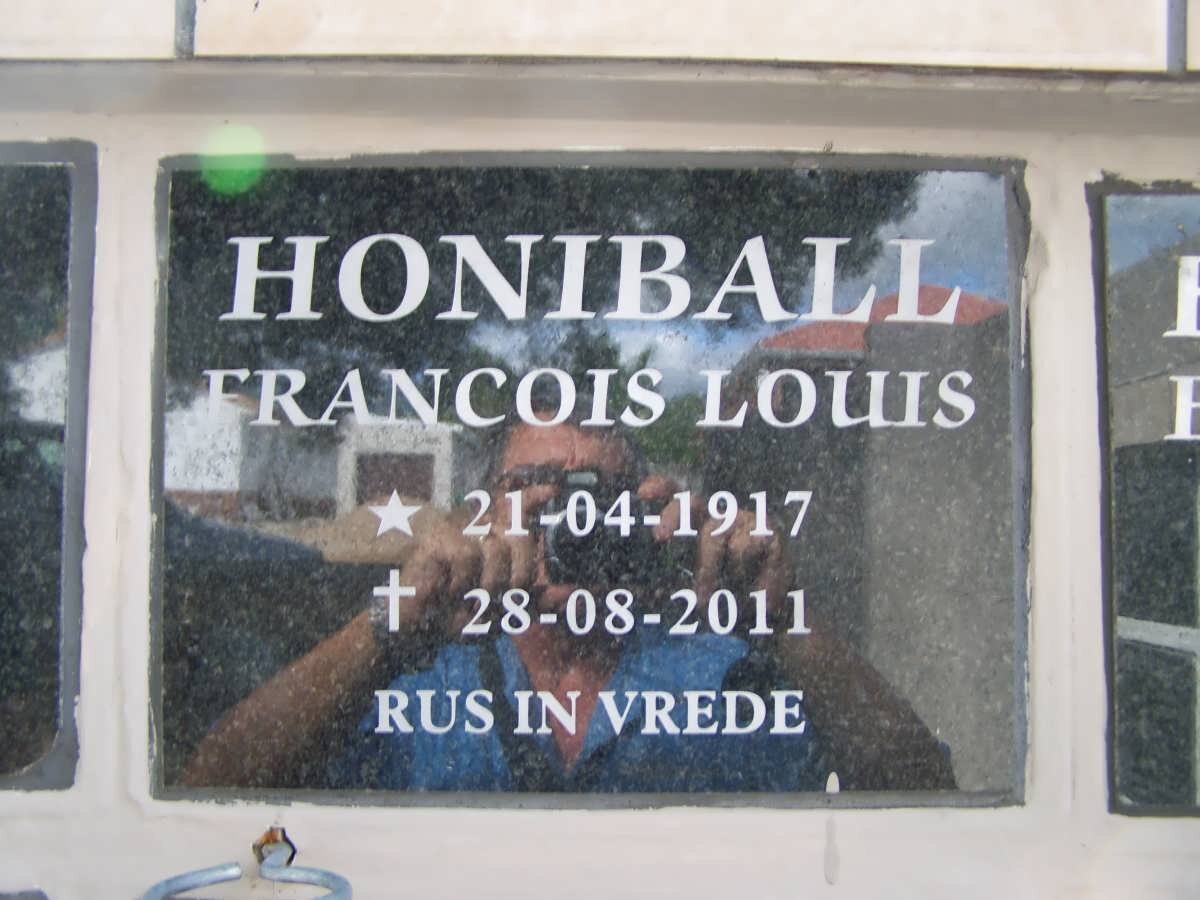 HONIBALL
FRANCOIS LOUIS
★ 21-04-1917
✝ 28-08-2011
RUS IN VREDE